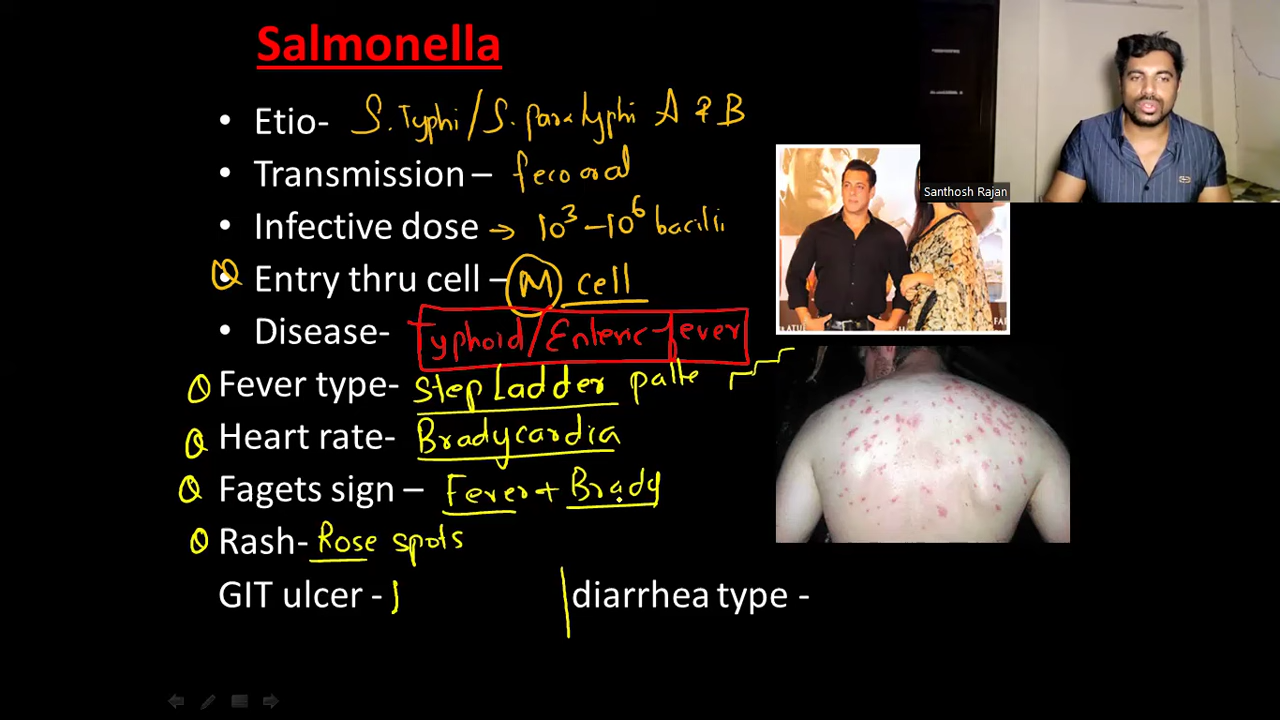 Salmonella
• Etio- S. Typhi/S. paratyphi A & B
Santhosh Rajan
• Transmission – feco oral
• Infective dose → 10³ – 10⁶ bacilli
Entry thru cell – M cell
• Disease- Typhoid/Enteric fever
Fever type- Step Ladder patte
Heart rate- Bradycardia
Fagets sign – Fever + Brady
Rash- Rose spots
GIT ulcer - diarrhea type -